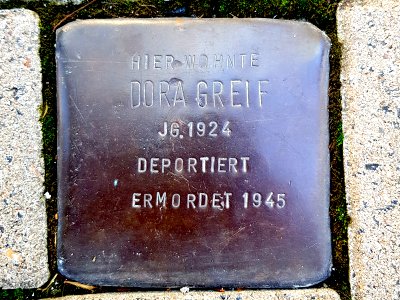 HIER WOHNTE
DORA GREIF
JG. 1924
DEPORTIERT
ERMORDET 1945